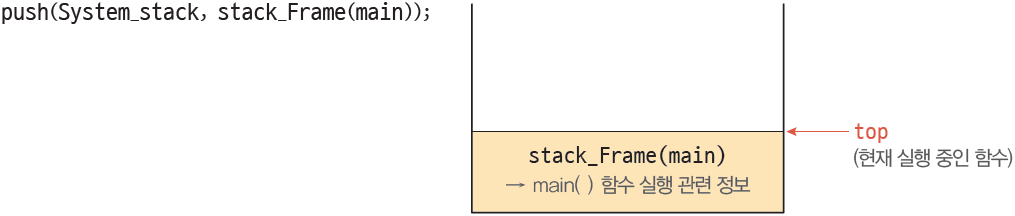 push(System_stack, stack_Frame(main));
top
(현재 실행 중인 함수)
stack_Frame(main)
→ main( ) 함수 실행 관련 정보